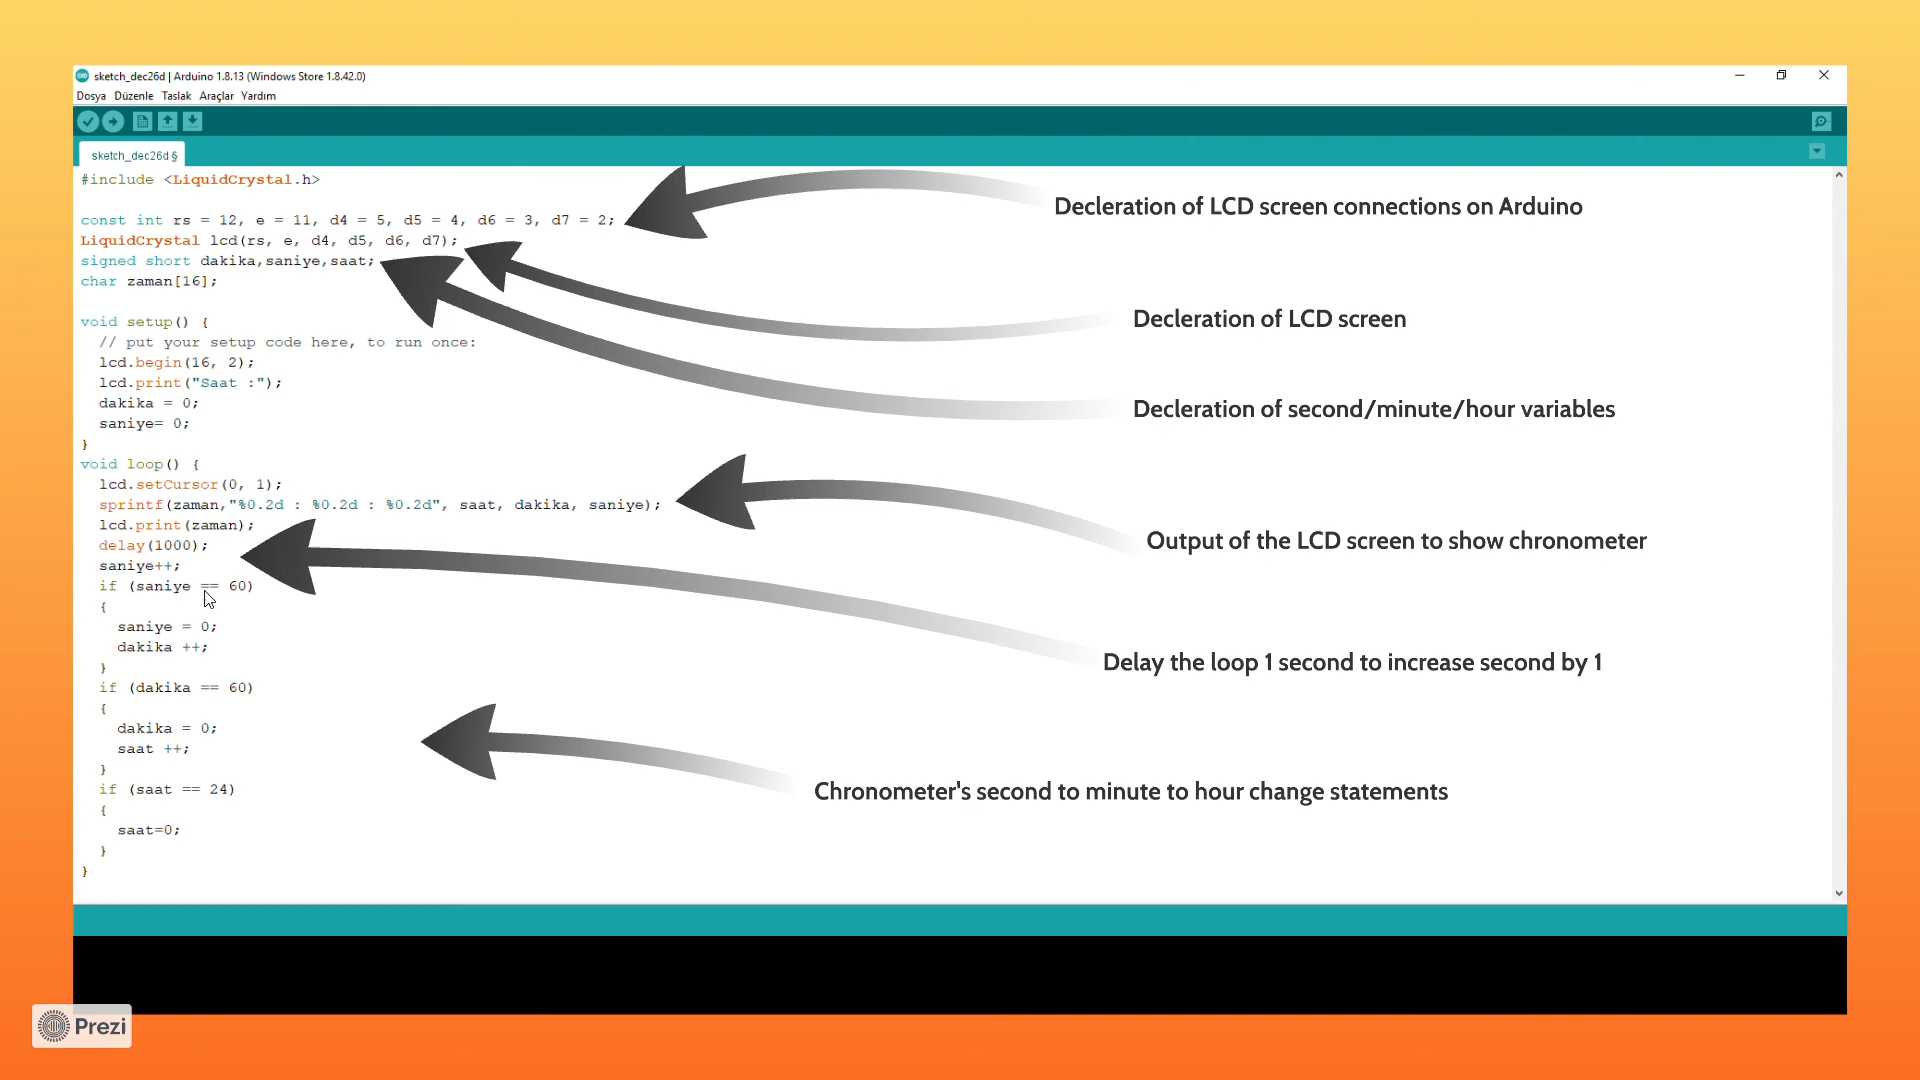 sketch_dec26d | Arduino 1.8.13 (Windows Store 1.8.42.0)
Dosya Düzenle Taslak Araçlar Yardım
sketch_dec26d §
#include <LiquidCrystal.h>
const int rs = 12, e = 11, d4 = 5, d5 = 4, d6 = 3, d7 = 2;
Decleration of LCD screen connections on Arduino
LiquidCrystal lcd(rs, e, d4, d5, d6, d7);
signed short dakika,saniye,saat;
char zaman[16];
Decleration of LCD screen
void setup() {
// put your setup code here, to run once:
lcd.begin(16, 2);
lcd.print("Saat :");
dakika = 0;
Decleration of second/minute/hour variables
saniye= 0;
}
void loop() {
lcd.setCursor(0, 1);
sprintf(zaman,"%0.2d : %0.2d : %0.2d", saat, dakika, saniye);
lcd.print(zaman);
Output of the LCD screen to show chronometer
delay(1000);
saniye++;
if (saniye == 60)
{
saniye = 0;
dakika ++;
}
Delay the loop 1 second to increase second by 1
if (dakika == 60)
{
dakika = 0;
saat ++;
}
if (saat == 24)
Chronometer's second to minute to hour change statements
{
saat=0;
}
}
Prezi